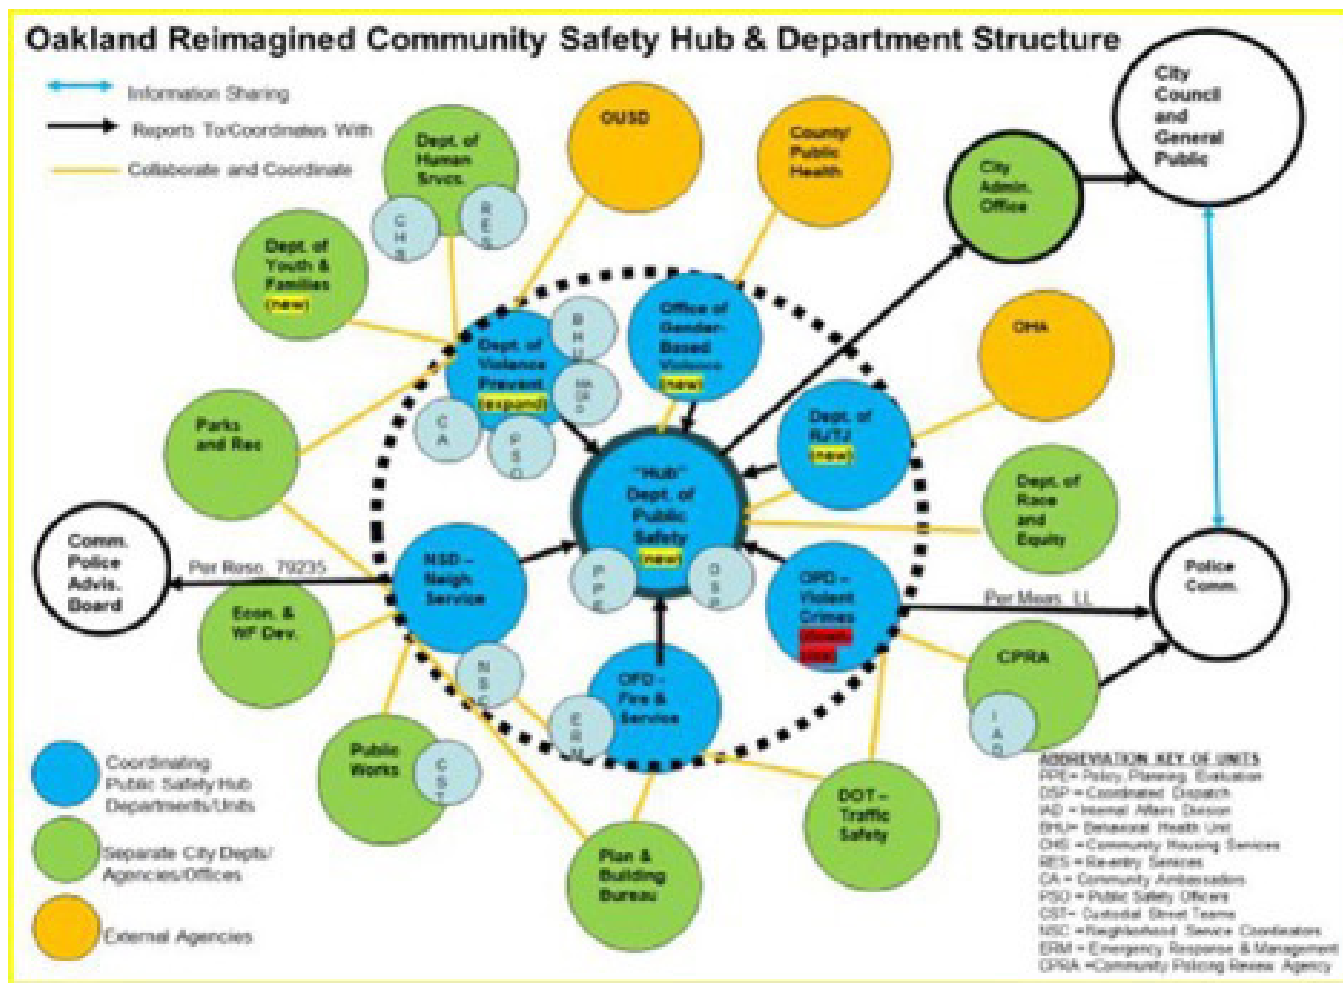 Oakland Reimagined Community Safety Hub & Department Structure
Information Sharing
Reports To/Coordinates With
Collaborate and Coordinate
Dept. of
Human
Srvcs.
C
H
S
R
E
S
OUSD
County/
Public
Health
City
Admin.
Office
City
Council
and
General
Public
Dept. of
Youth &
Families
(new)
Dept. of
Violence
Prevent
(expand)
B
H
U
C
A
P
S
O
Office of
Gender-
Based
Violence
(new)
Dept. of
RJ/TJ
(new)
OHA
Parks
and Rec
"Hub"
Dept. of
Public
Safety
(new)
P
P
E
D
S
P
Dept. of
Race
and
Equity
Comm.
Police
Advis.
Board
Per Reso. 79235
NSD –
Neigh.
Service
N
S
C
OPD –
Violent
Crimes
(down-
size)
Per Meas. LL
Police
Comm.
Econ. &
WF Dev.
OFD -
Fire &
Service
E
R
M
CPRA
I
A
D
Public
Works
C
S
T
DOT –
Traffic
Safety
Plan &
Building
Bureau
Coordinating
Public Safety Hub
Departments/Units
Separate City Depts/
Agencies/Offices
External Agencies
ABBREVIATION KEY OF UNITS
PPE= Policy, Planning, Evaluation
DSP = Coordinated Dispatch
IAD = Internal Affairs Division
BHU= Behavioral Health Unit
CHS = Community Housing Services
RES = Re-entry Services
CA = Community Ambassadors
PSO = Public Safety Officers
CST= Custodial Street Teams
NSC =Neighborhood Service Coordinators
ERM = Emergency Response & Management
CPRA =Community Policing Review Agency